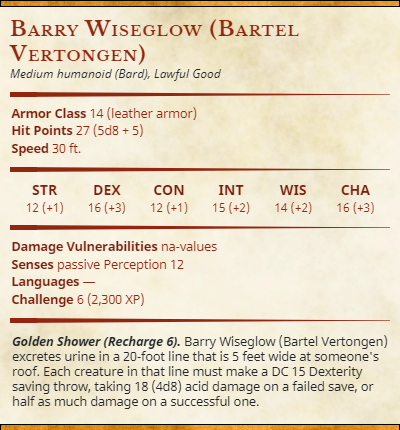 Barry Wiseglow (Bartel
Vertongen)
Medium humanoid (Bard), Lawful Good
Armor Class 14 (leather armor)
Hit Points 27 (5d8 + 5)
Speed 30 ft.
STR DEX CON INT WIS CHA
12 (+1) 16 (+3) 12 (+1) 15 (+2) 14 (+2) 16 (+3)
Damage Vulnerabilities na-values
Senses passive Perception 12
Languages —
Challenge 6 (2,300 XP)
Golden Shower (Recharge 6). Barry Wiseglow (Bartel Vertongen)
excretes urine in a 20-foot line that is 5 feet wide at someone's
roof. Each creature in that line must make a DC 15 Dexterity
saving throw, taking 18 (4d8) acid damage on a failed save, or
half as much damage on a successful one.